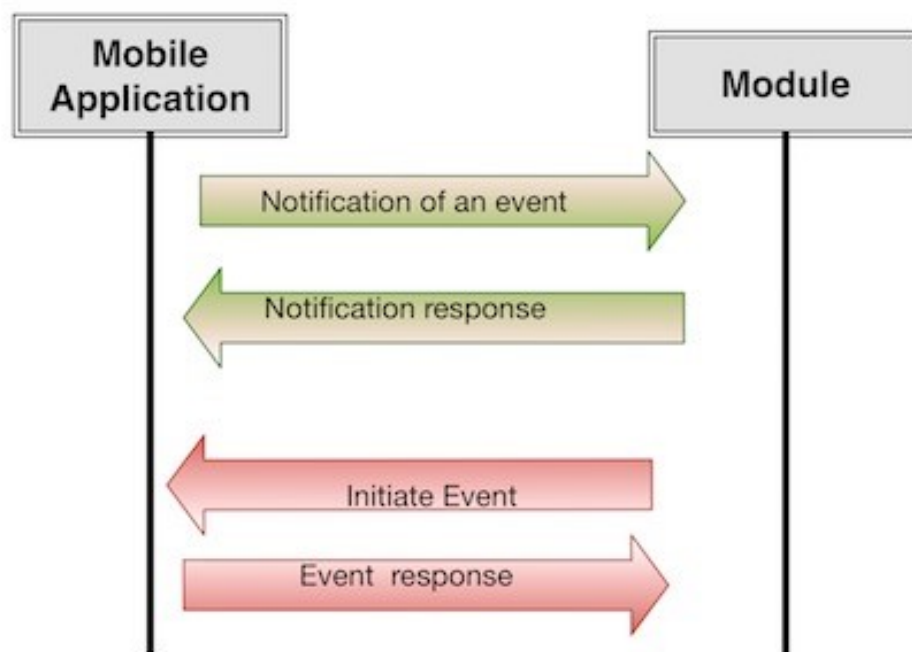 Mobile
Application
Module
Notification of an event
Notification response
Initiate Event
Event response